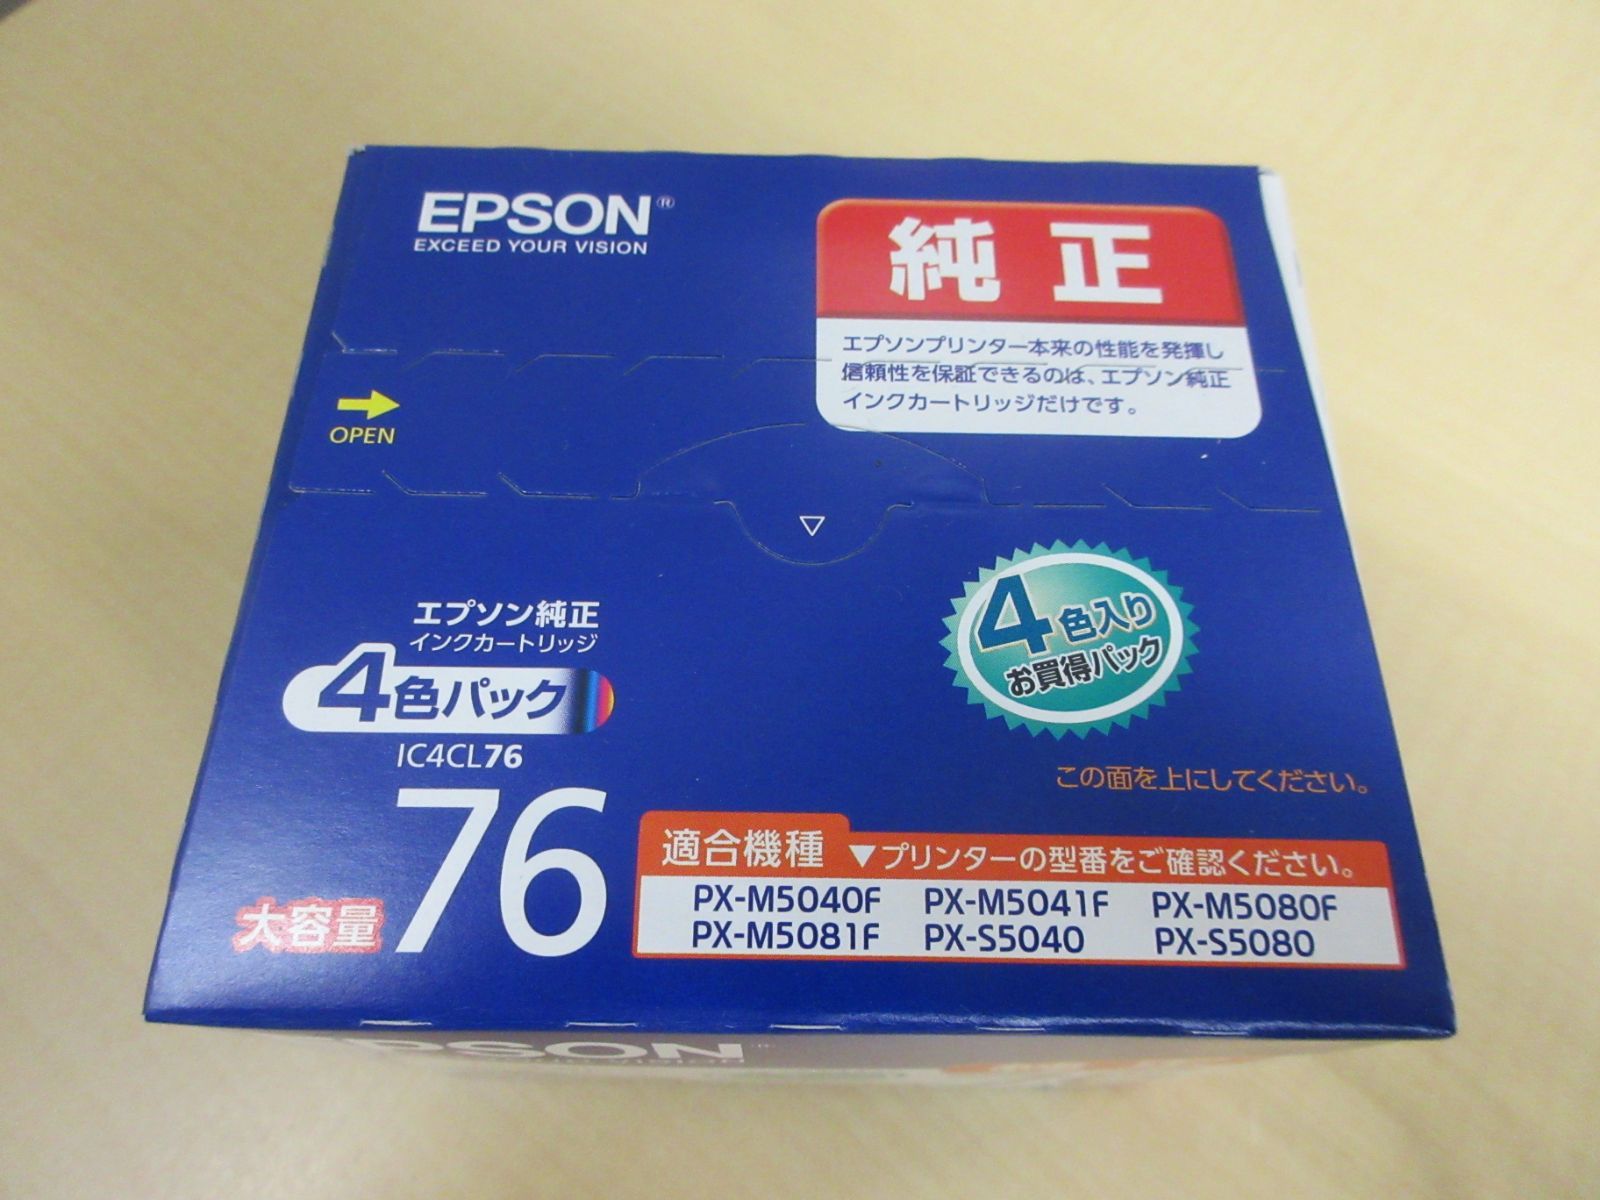 EPSON®
EXCEED YOUR VISION
純正
エプソンプリンター本来の性能を発揮し
信頼性を保証できるのは、エプソン純正
インクカートリッジだけです。
OPEN
エプソン純正
インクカートリッジ
4色パック
IC4CL76
大容量 76
4色入り
お買得パック
この面を上にしてください。
適合機種 ▼プリンターの型番をご確認ください。
PX-M5040F PX-M5041F PX-M5080F
PX-M5081F PX-S5040 PX-S5080
EPSON